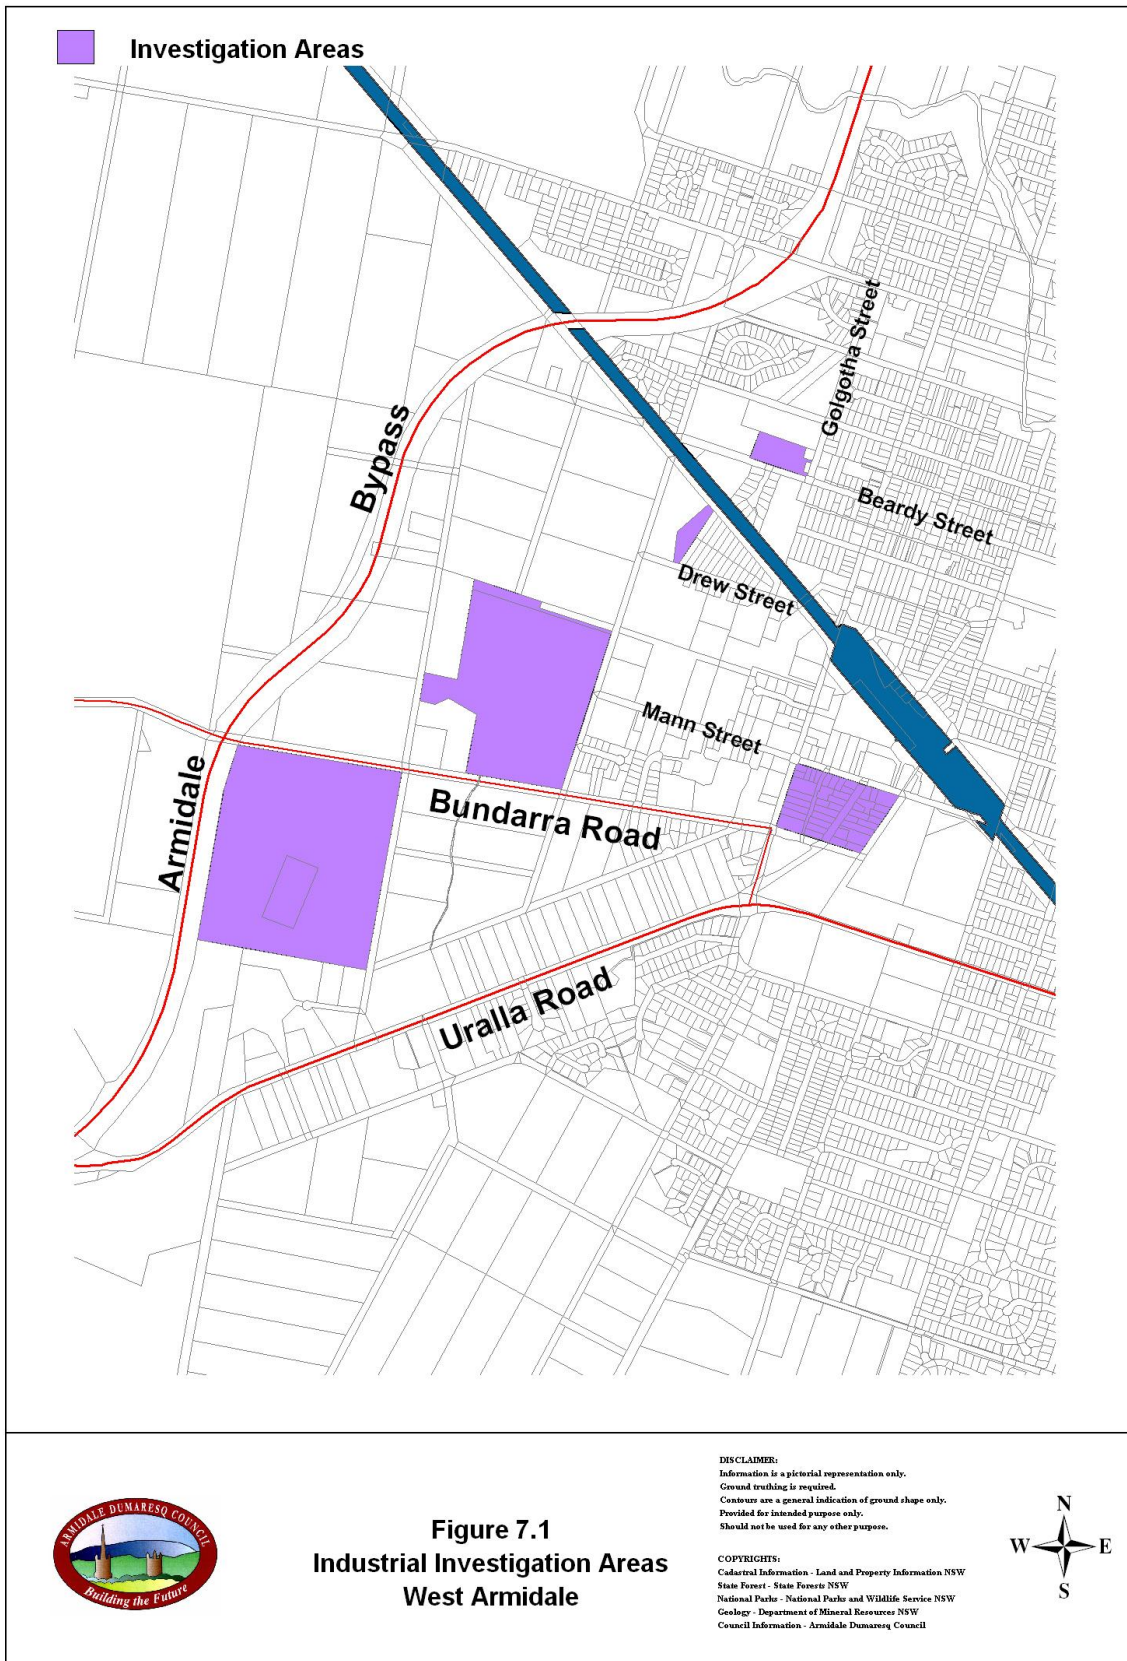 Investigation Areas
Golgotha Street
Bypass
Beardy Street
Drew Street
Mann Street
Armidale
Bundarra Road
Uralla Road
ARMIDALE DUMARESQ COUNCIL
Building the Future
Figure 7.1
Industrial Investigation Areas
West Armidale
DISCLAIMER:
Information is a pictorial representation only.
Ground truthing is required.
Contours are a general indication of ground shape only.
Provided for intended purpose only.
Should not be used for any other purpose.
COPYRIGHTS:
Cadastral Information - Land and Property Information NSW
State Forest - State Forests NSW
National Parks - National Parks and Wildlife Service NSW
Geology - Department of Mineral Resources NSW
Council Information - Armidale Dumaresq Council
N
W E
S